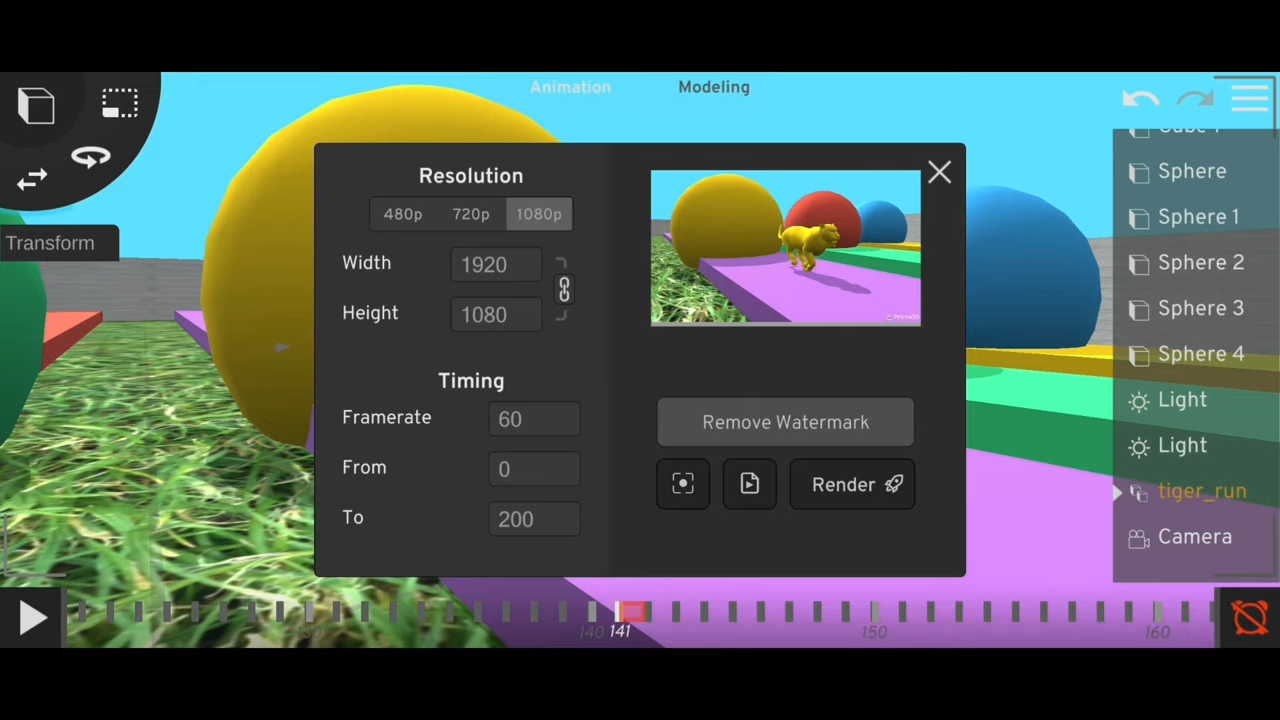 Animation Modeling
Transform
Resolution
480p 720p 1080p
Width 1920
Height 1080
Timing
Framerate 60
From 0
To 200
Prisma3D
Remove Watermark
Render
Sphere
Sphere 1
Sphere 2
Sphere 3
Sphere 4
Light
Light
tiger_run
Camera
140 141 150 160